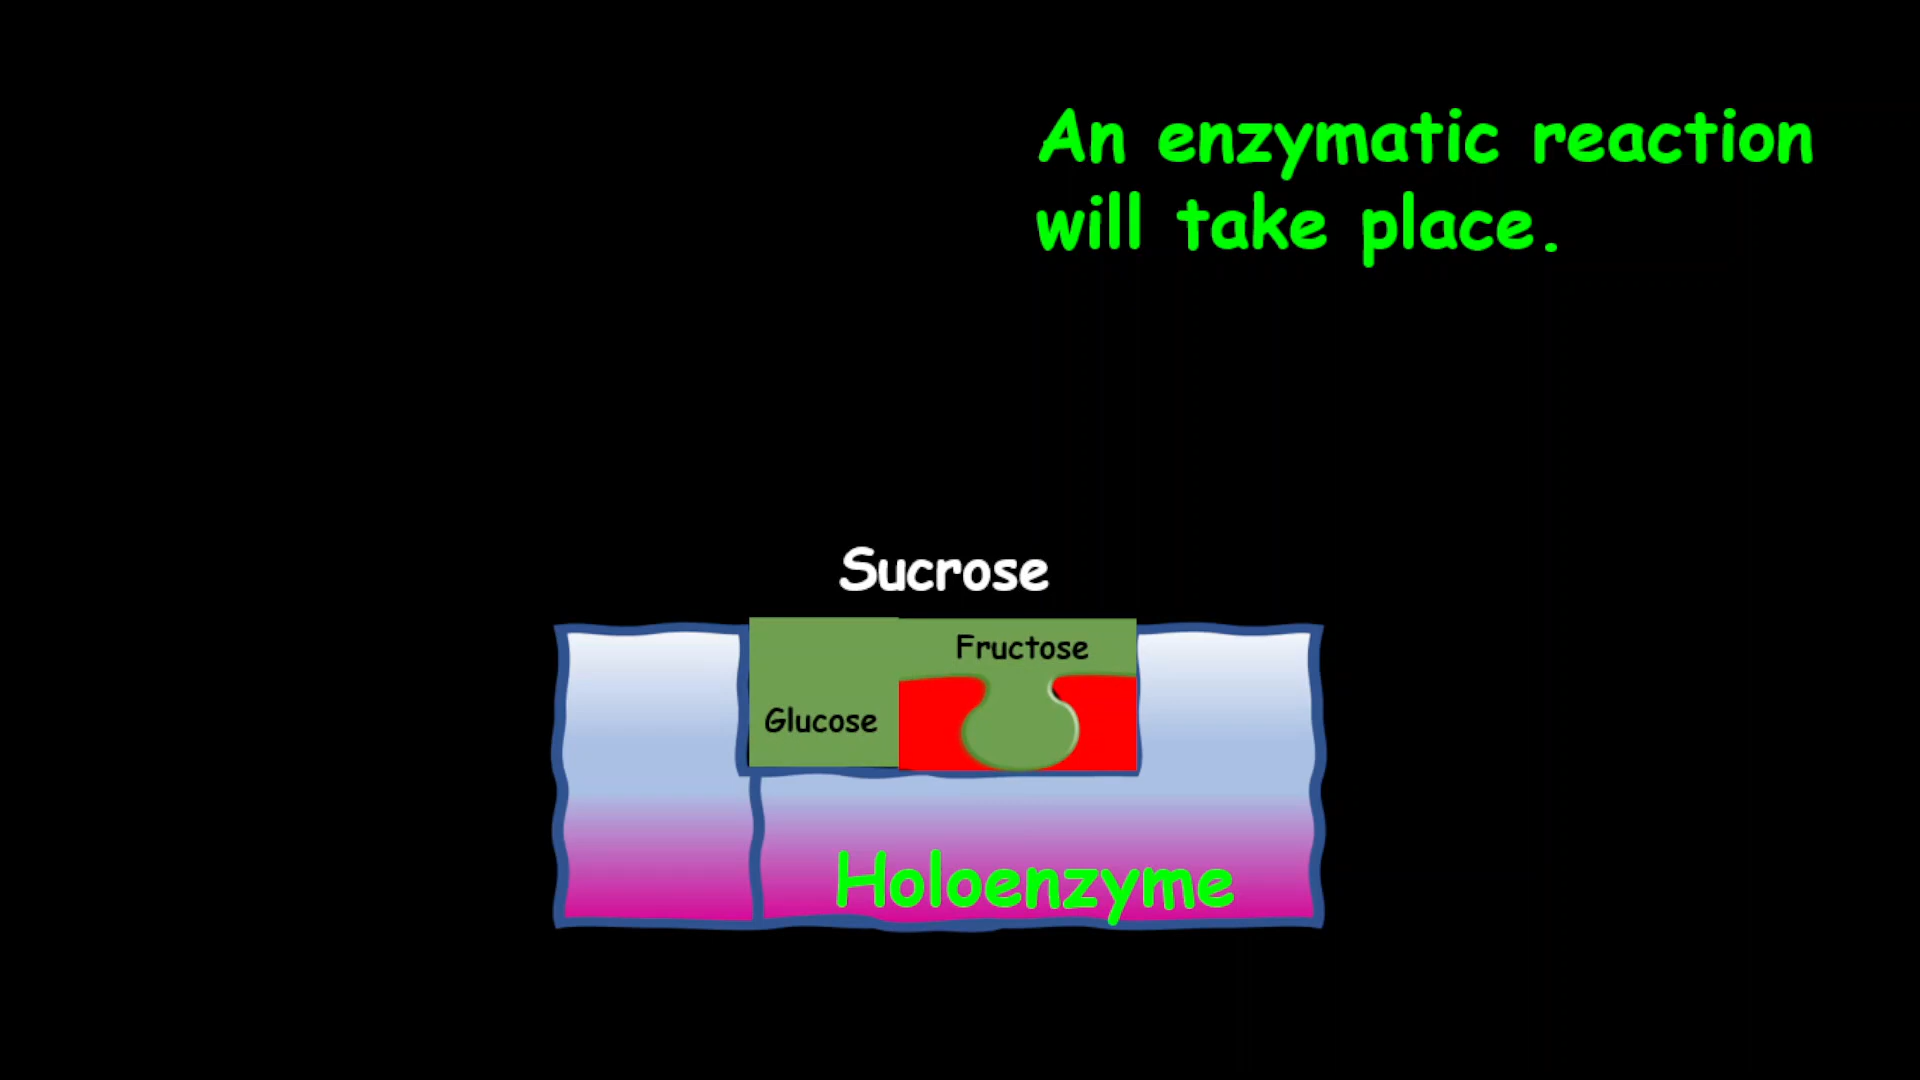 An enzymatic reaction
will take place.
Sucrose
Fructose
Glucose
Holoenzyme